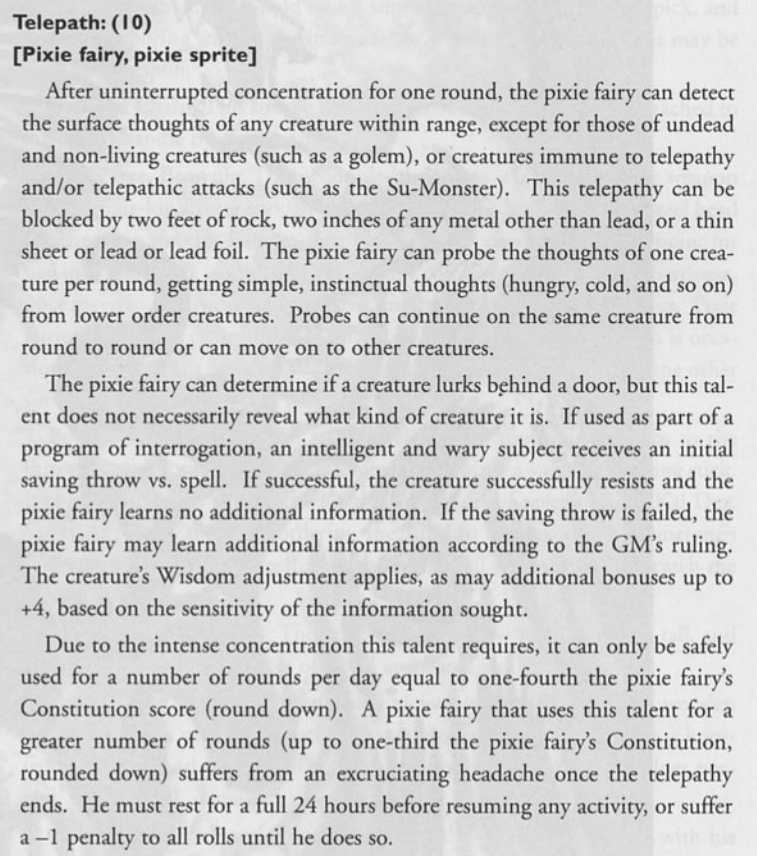 Telepath: (10)
[Pixie fairy, pixie sprite]
After uninterrupted concentration for one round, the pixie fairy can detect
the surface thoughts of any creature within range, except for those of undead
and non-living creatures (such as a golem), or creatures immune to telepathy
and/or telepathic attacks (such as the Su-Monster). This telepathy can be
blocked by two feet of rock, two inches of any metal other than lead, or a thin
sheet or lead or lead foil. The pixie fairy can probe the thoughts of one crea-
ture per round, getting simple, instinctual thoughts (hungry, cold, and so on)
from lower order creatures. Probes can continue on the same creature from
round to round or can move on to other creatures.
The pixie fairy can determine if a creature lurks behind a door, but this tal-
ent does not necessarily reveal what kind of creature it is. If used as part of a
program of interrogation, an intelligent and wary subject receives an initial
saving throw vs. spell. If successful, the creature successfully resists and the
pixie fairy learns no additional information. If the saving throw is failed, the
pixie fairy may learn additional information according to the GM's ruling.
The creature's Wisdom adjustment applies, as may additional bonuses up to
+4, based on the sensitivity of the information sought.
Due to the intense concentration this talent requires, it can only be safely
used for a number of rounds per day equal to one-fourth the pixie fairy's
Constitution score (round down). A pixie fairy that uses this talent for a
greater number of rounds (up to one-third the pixie fairy's Constitution,
rounded down) suffers from an excruciating headache once the telepathy
ends. He must rest for a full 24 hours before resuming any activity, or suffer
a –1 penalty to all rolls until he does so.